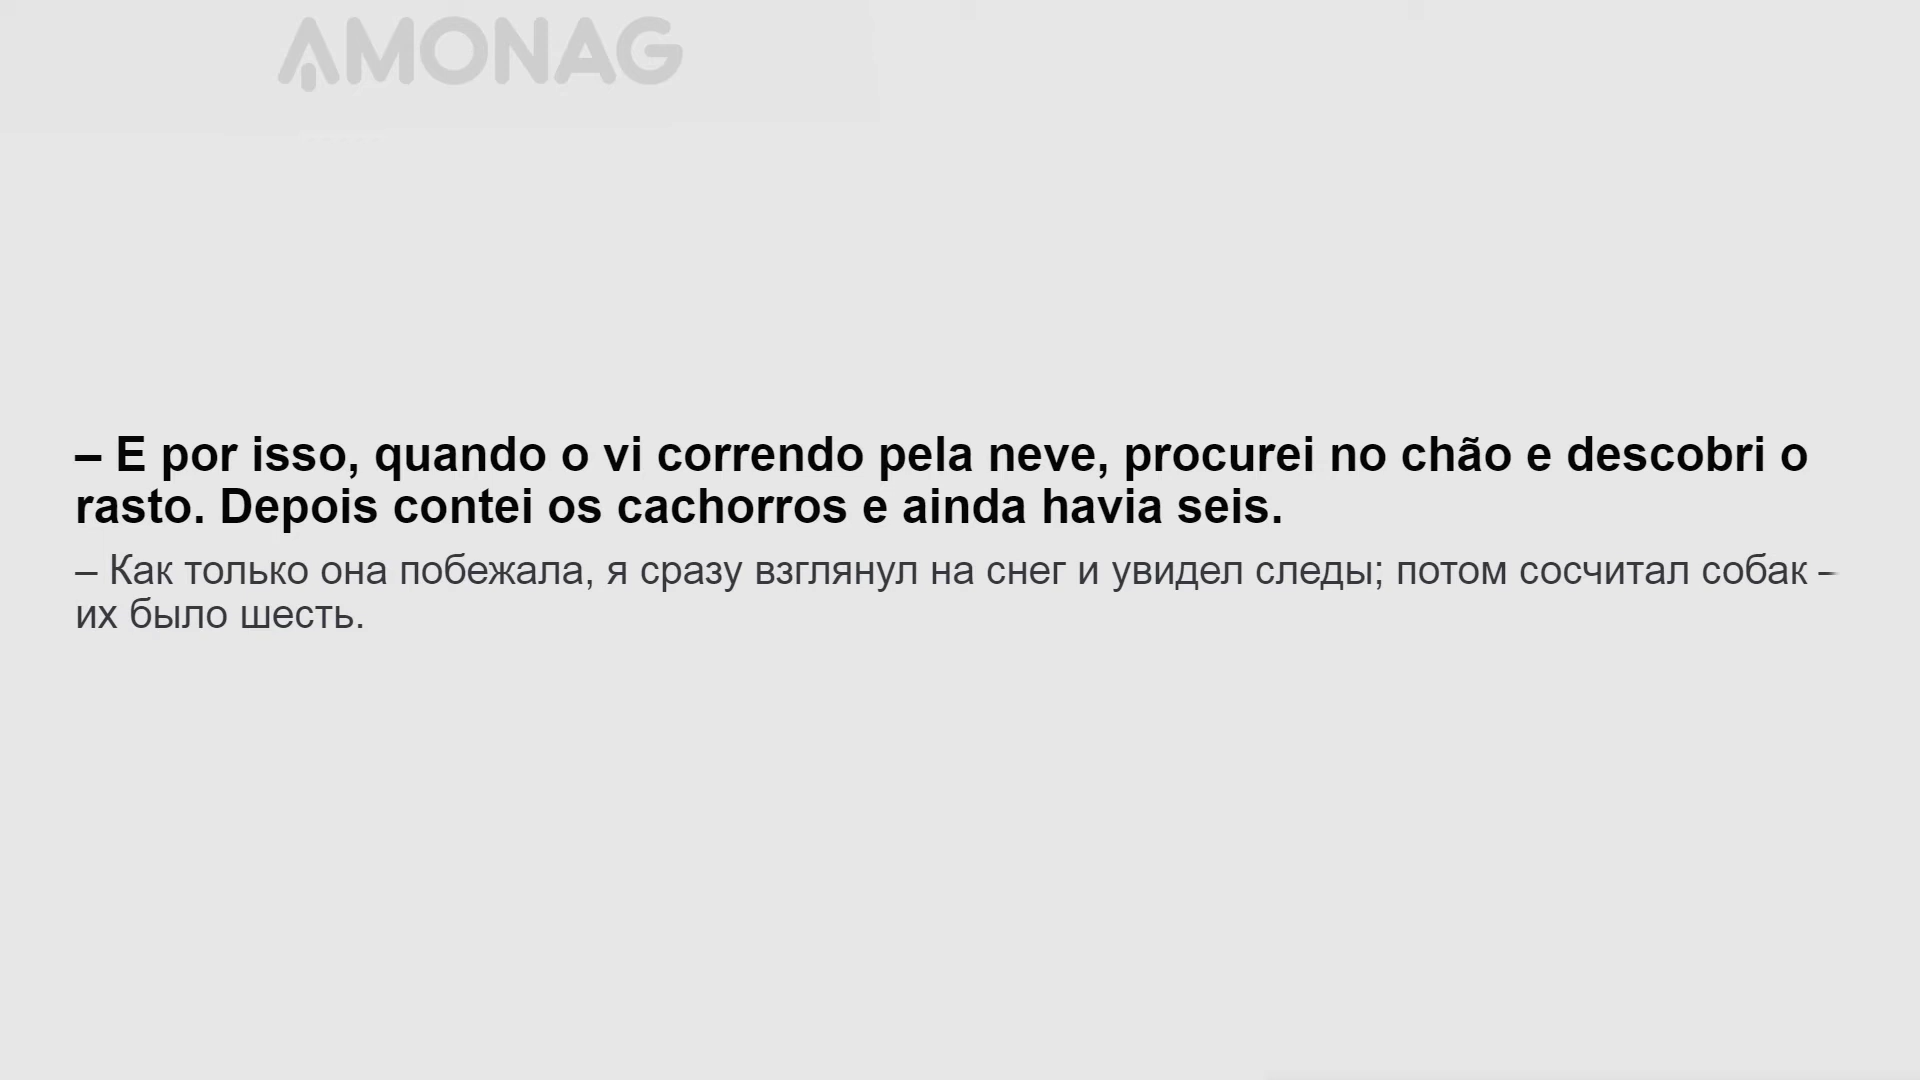 AMONAG
– E por isso, quando o vi correndo pela neve, procurei no chão e descobri o
rasto. Depois contei os cachorros e ainda havia seis.
– Как только она побежала, я сразу взглянул на снег и увидел следы; потом сосчитал собак –
их было шесть.